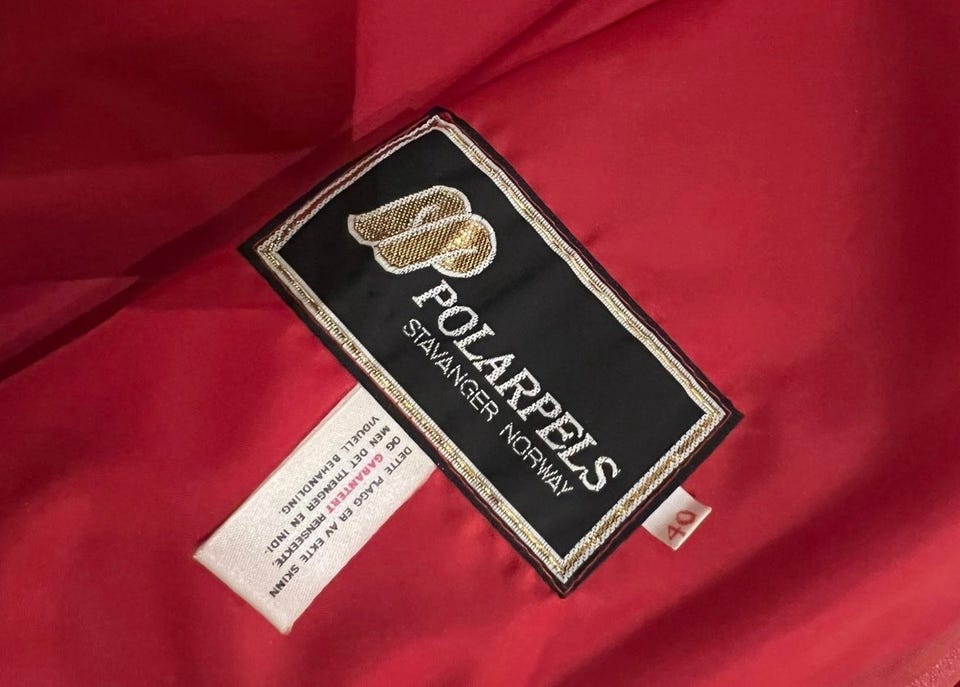 POLARPELS
STAVANGER NORWAY
40
DETTE PLAGG ER AV EKTE SKINN
OG GARANTERT RENSEEKTE,
MEN DET TRENGER EN INDI-
VIDUELL BEHANDLING.